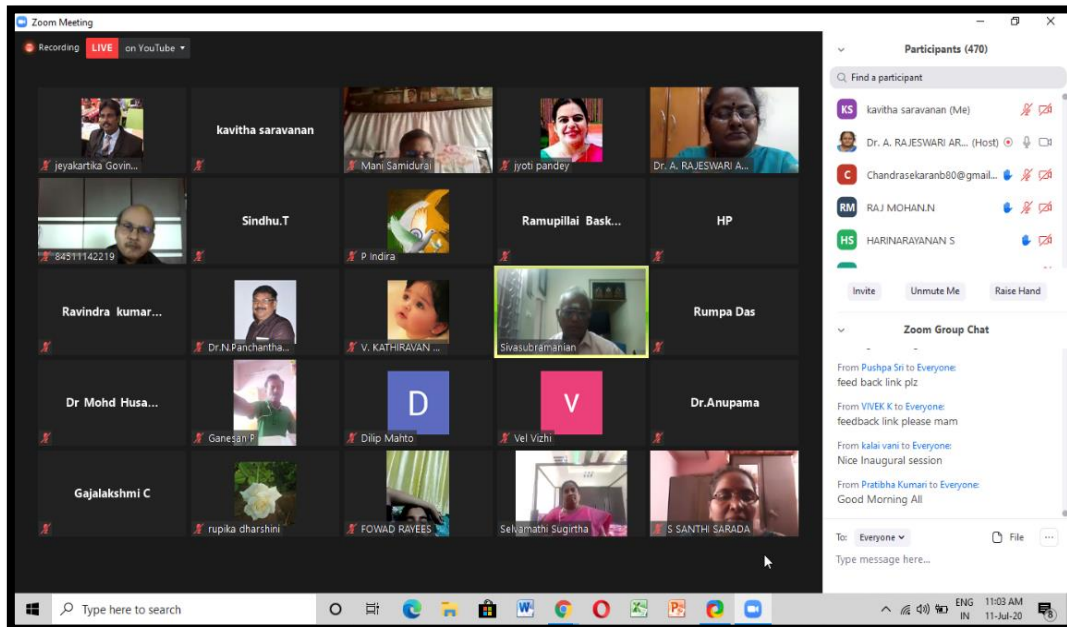 Zoom Meeting
Recording LIVE on YouTube
jeyakartika Govin...
kavitha saravanan
Mani Samidurai
jyoti pandey
Dr. A. RAJESWARI A...
84511142219
Sindhu.T
P Indira
Ramupillai Bask...
HP
Ravindra kumar...
Dr.N.Panchantha...
V. KATHIRAVAN ...
Sivasubramanian
Rumpa Das
Dr Mohd Husa...
Ganesan P
D
Dilip Mahto
V
Vel Vizhi
Dr.Anupama
Gajalakshmi C
rupika dharshini
FOWAD RAYEES
Selvamathi Sugirtha
S SANTHI SARADA
Participants (470)
Find a participant
KS kavitha saravanan (Me)
Dr. A. RAJESWARI AR... (Host)
C Chandrasekaranb80@gmail...
RM RAJ MOHAN.N
HS HARINARAYANAN S
Invite Unmute Me Raise Hand
Zoom Group Chat
From Pushpa Sri to Everyone:
feed back link plz
From VIVEK K to Everyone:
feedback link please mam
From kalai vani to Everyone:
Nice Inaugural session
From Pratibha Kumari to Everyone:
Good Morning All
To: Everyone File ...
Type message here...
Type here to search
ENG 11:03 AM
IN 11-Jul-20